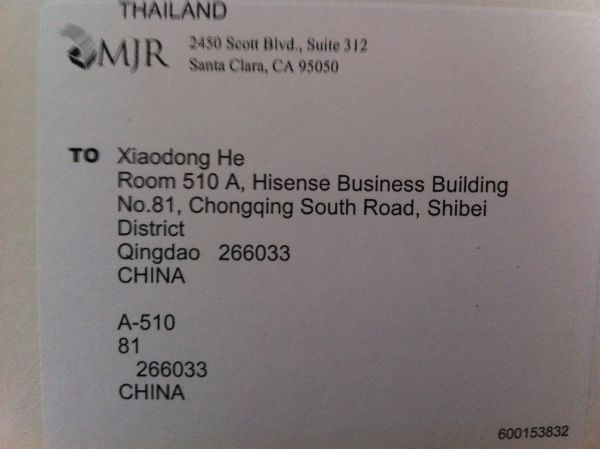 THAILAND
MJR
2450 Scott Blvd., Suite 312
Santa Clara, CA 95050
TO Xiaodong He
Room 510 A, Hisense Business Building
No.81, Chongqing South Road, Shibei
District
Qingdao 266033
CHINA
A-510
81
266033
CHINA
600153832